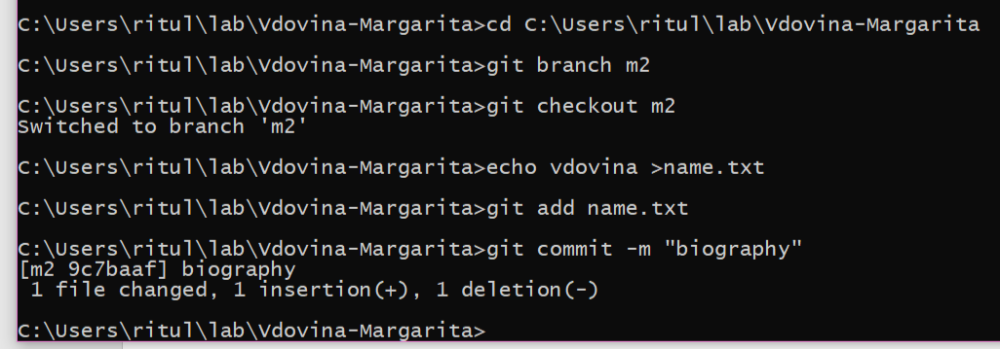 C:\Users\ritul\lab\Vdovina-Margarita>cd C:\Users\ritul\lab\Vdovina-Margarita
C:\Users\ritul\lab\Vdovina-Margarita>git branch m2
C:\Users\ritul\lab\Vdovina-Margarita>git checkout m2
Switched to branch 'm2'
C:\Users\ritul\lab\Vdovina-Margarita>echo vdovina >name.txt
C:\Users\ritul\lab\Vdovina-Margarita>git add name.txt
C:\Users\ritul\lab\Vdovina-Margarita>git commit -m "biography"
[m2 9c7baaf] biography
 1 file changed, 1 insertion(+), 1 deletion(-)
C:\Users\ritul\lab\Vdovina-Margarita>